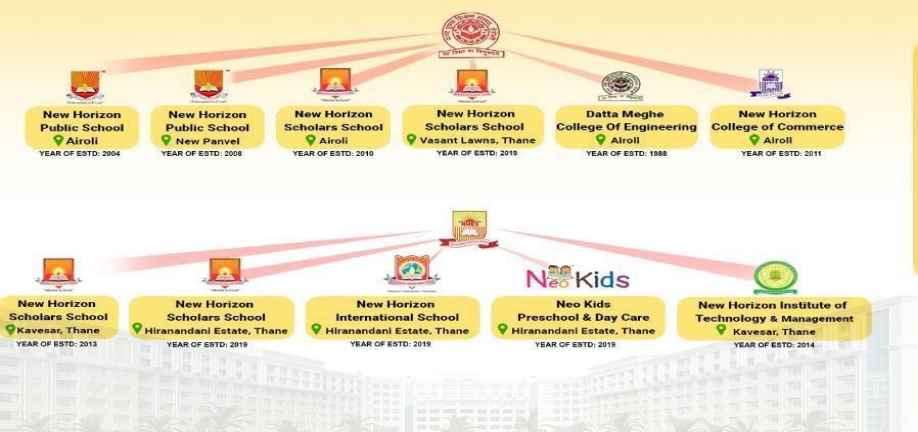 New Horizon
Public School
Airoli
YEAR OF ESTD: 2004
New Horizon
Public School
New Panvel
YEAR OF ESTD: 2008
New Horizon
Scholars School
Airoli
YEAR OF ESTD: 2010
New Horizon
Scholars School
Vasant Lawns, Thane
YEAR OF ESTD: 2019
Datta Meghe
College Of Engineering
Airoli
YEAR OF ESTD: 1988
New Horizon
College of Commerce
Airoli
YEAR OF ESTD: 2011
NHES
New Horizon
Scholars School
Kavesar, Thane
YEAR OF ESTD: 2013
New Horizon
Scholars School
Hiranandani Estate, Thane
YEAR OF ESTD: 2019
New Horizon
International School
Hiranandani Estate, Thane
YEAR OF ESTD: 2019
Neo Kids
Neo Kids
Preschool & Day Care
Hiranandani Estate, Thane
YEAR OF ESTD: 2019
New Horizon Institute of
Technology & Management
Kavesar, Thane
YEAR OF ESTD: 2014